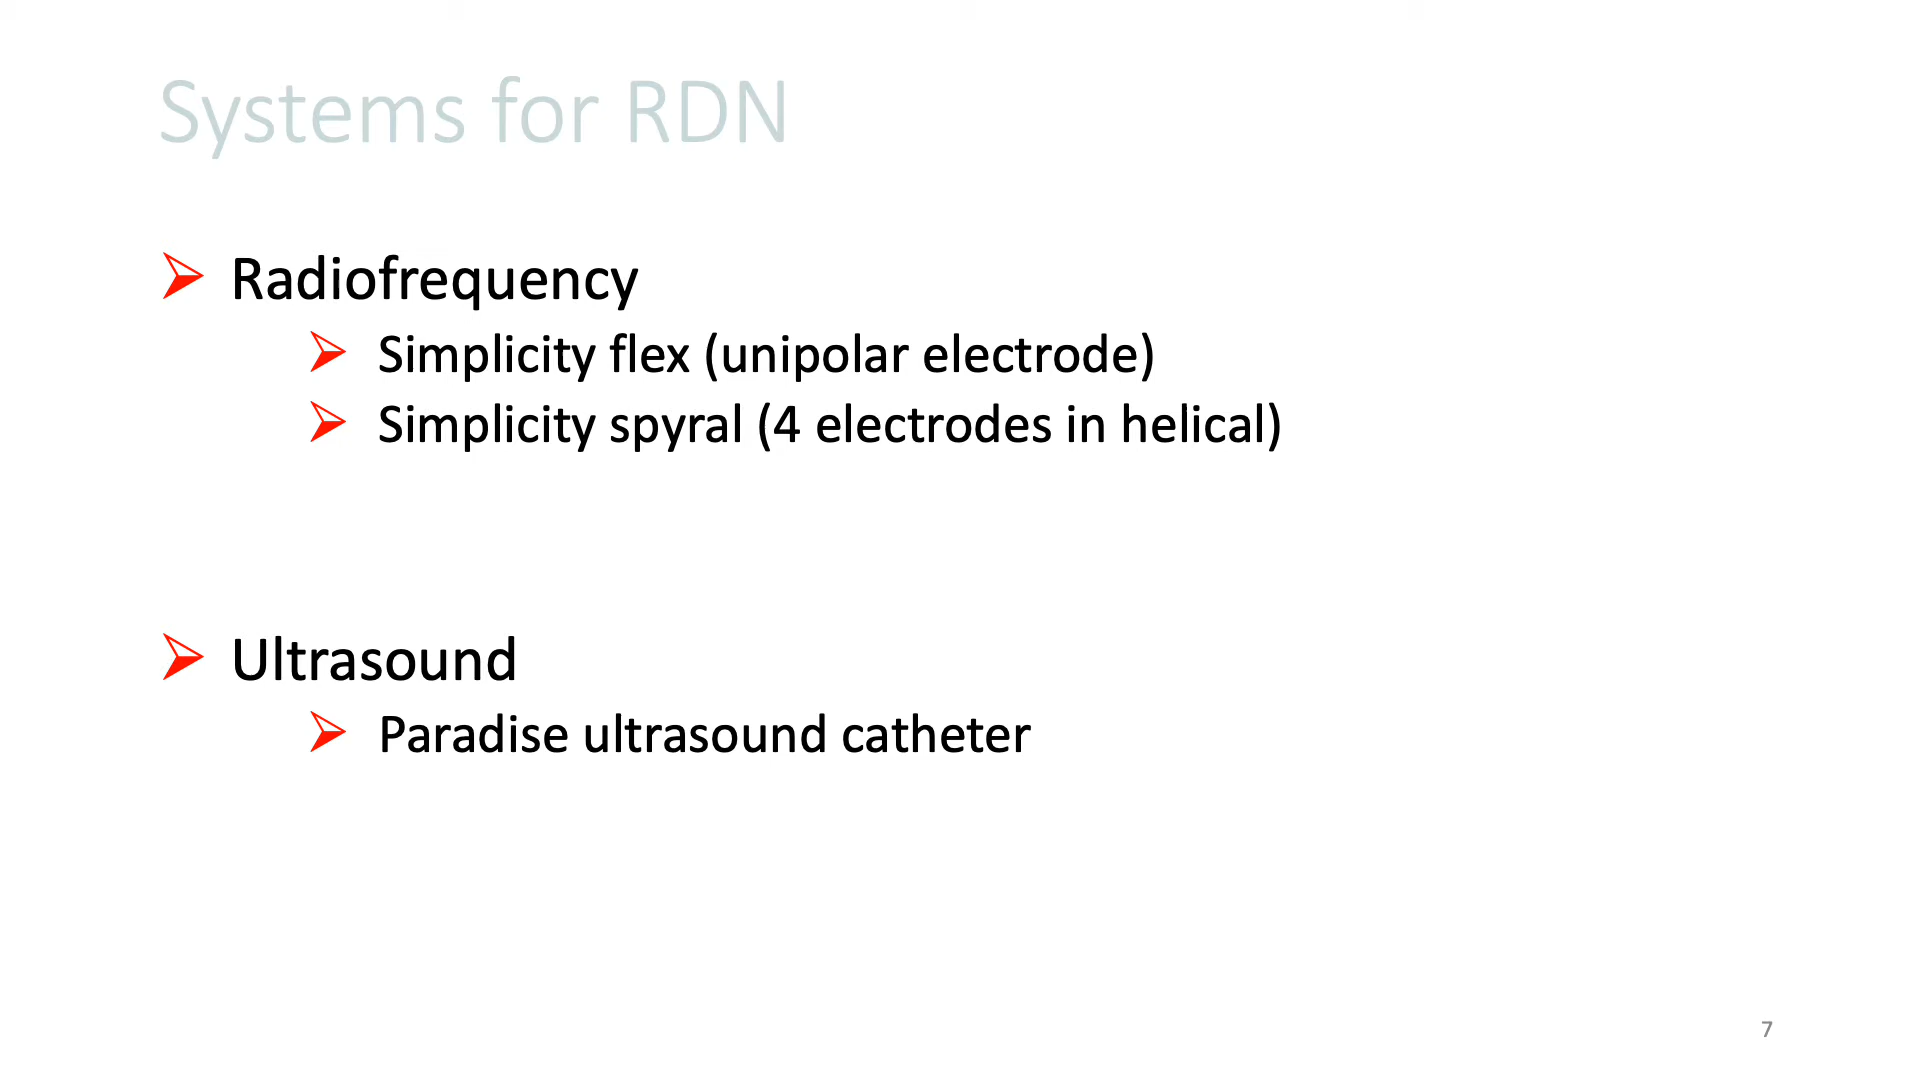 Systems for RDN
Radiofrequency
Simplicity flex (unipolar electrode)
Simplicity spyral (4 electrodes in helical)
Ultrasound
Paradise ultrasound catheter
7